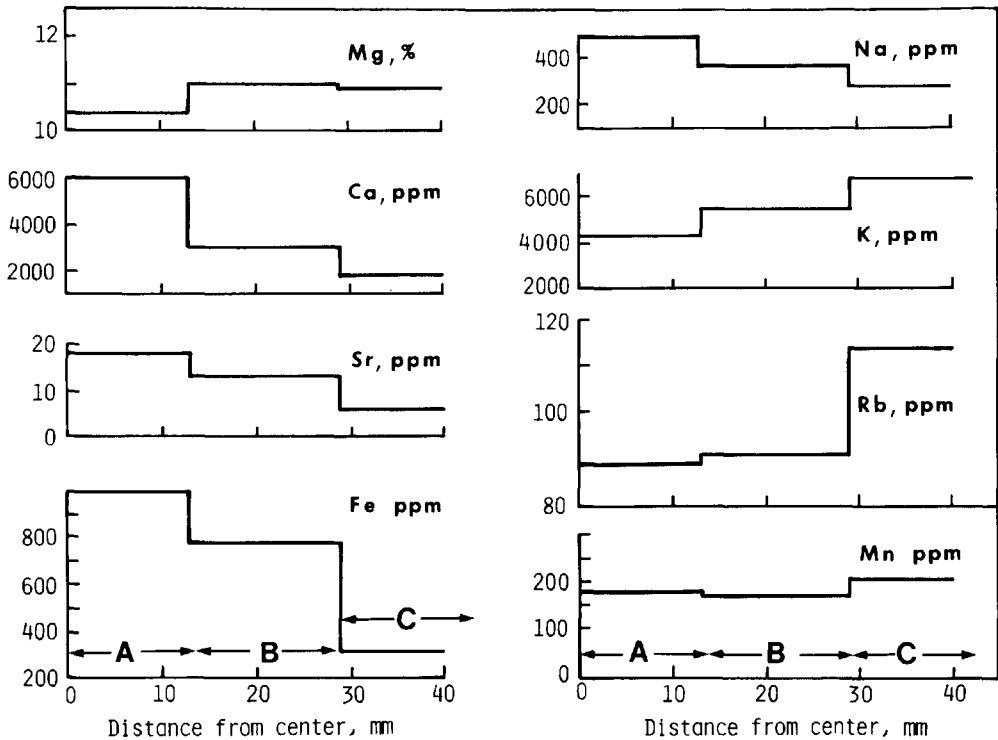 12
10
Mg, %
6000
4000
2000
Ca, ppm
20
10
0
Sr, ppm
800
600
400
200
Fe ppm
A B C
0 10 20 30 40
Distance from center, mm
400
200
Na, ppm
6000
4000
2000
K, ppm
120
100
80
Rb, ppm
200
100
0
Mn ppm
A B C
0 10 20 30 40
Distance from center, mm